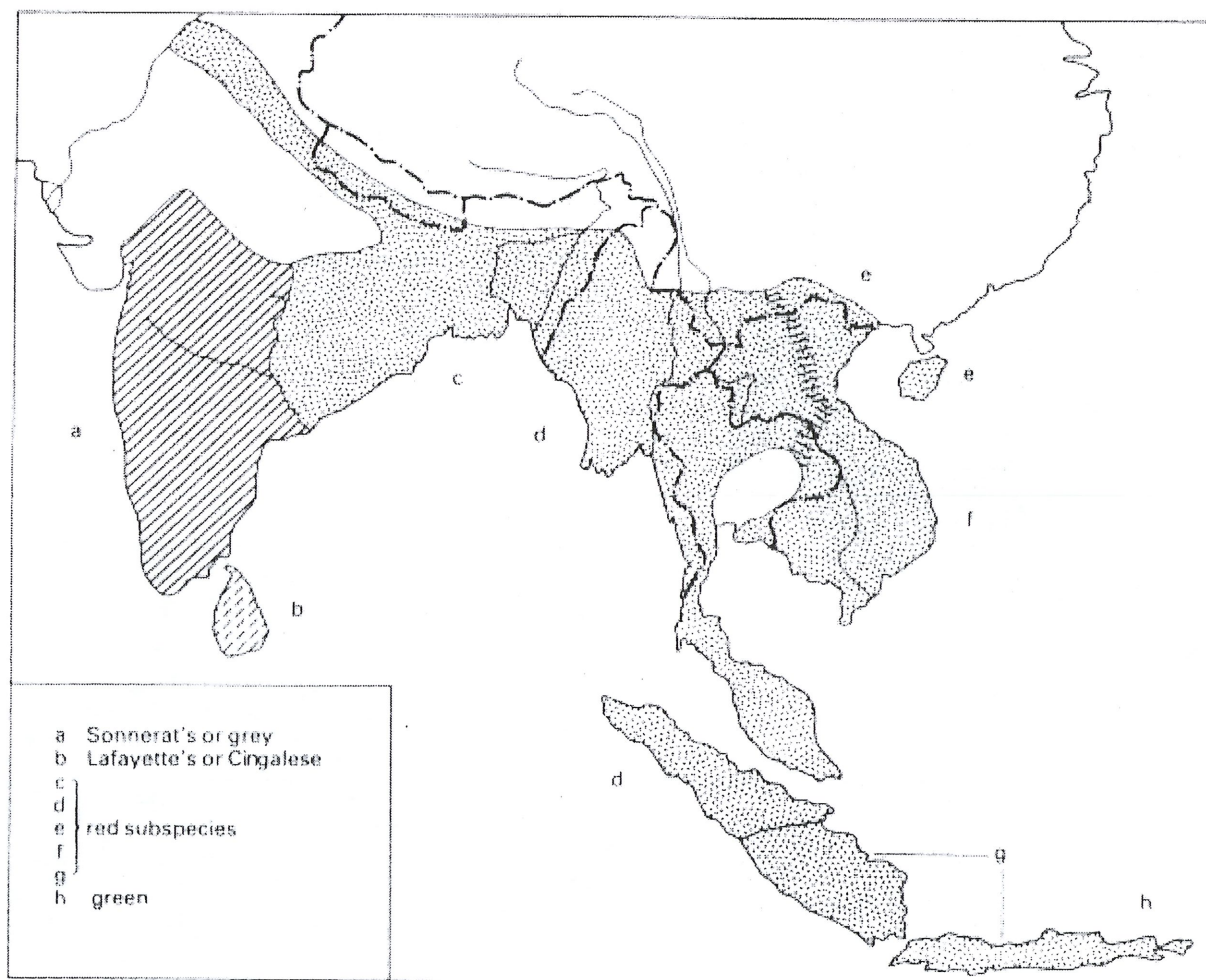 e
e
c
a
d
f
b
d
g
h
a Sonnerat's or grey
b Lafayette's or Cingalese
c
d
e red subspecies
f
g
h green